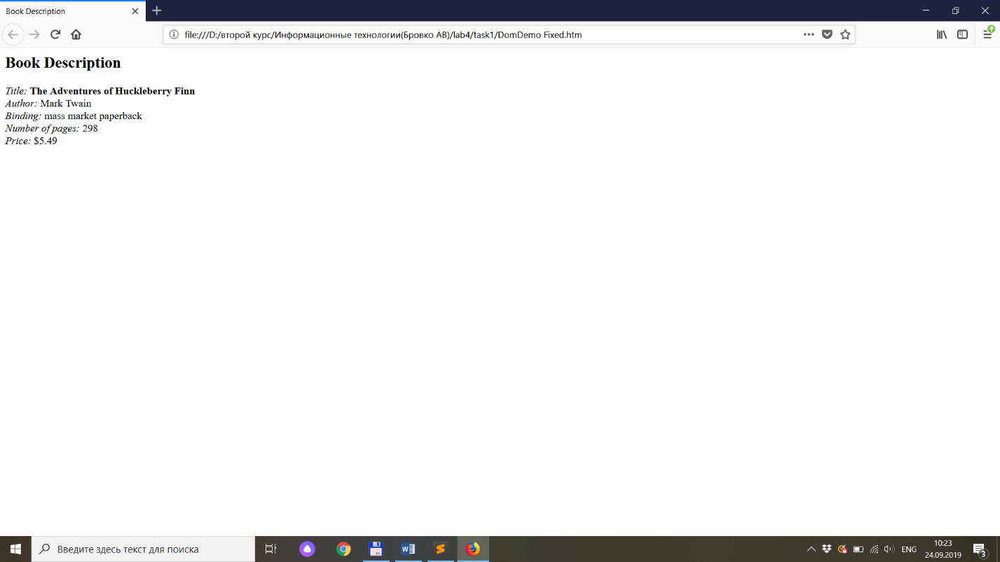 Book Description
file:///D:/второй курс/Информационные технологии(Бровко АВ)/lab4/task1/DomDemo Fixed.htm
Book Description
Title: The Adventures of Huckleberry Finn
Author: Mark Twain
Binding: mass market paperback
Number of pages: 298
Price: $5.49
Введите здесь текст для поиска
ENG
10:23
24.09.2019
3